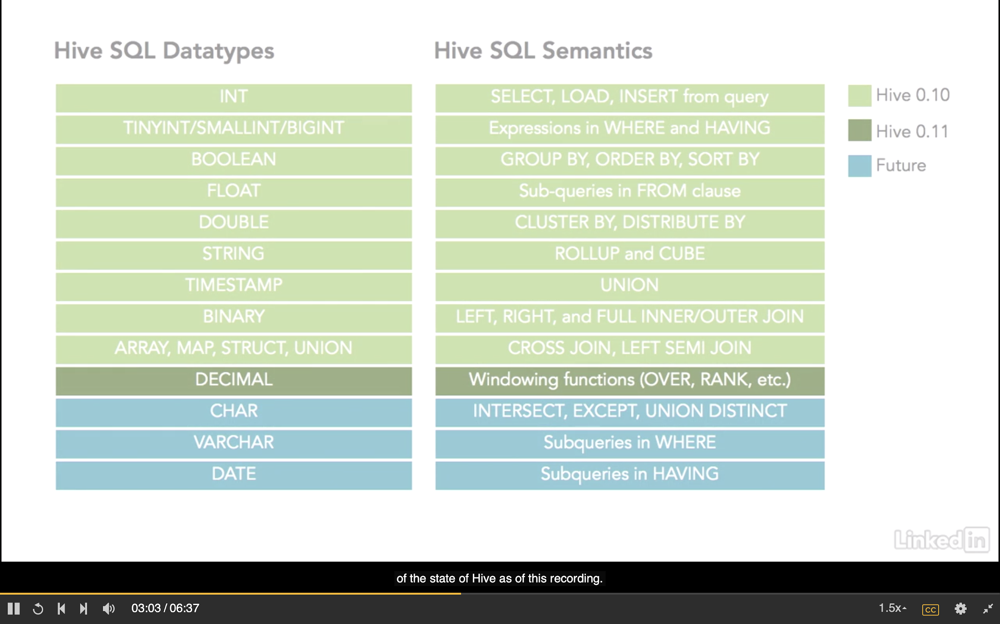 Hive SQL Datatypes
INT
TINYINT/SMALLINT/BIGINT
BOOLEAN
FLOAT
DOUBLE
STRING
TIMESTAMP
BINARY
ARRAY, MAP, STRUCT, UNION
DECIMAL
CHAR
VARCHAR
DATE
Hive SQL Semantics
SELECT, LOAD, INSERT from query
Expressions in WHERE and HAVING
GROUP BY, ORDER BY, SORT BY
Sub-queries in FROM clause
CLUSTER BY, DISTRIBUTE BY
ROLLUP and CUBE
UNION
LEFT, RIGHT, and FULL INNER/OUTER JOIN
CROSS JOIN, LEFT SEMI JOIN
Windowing functions (OVER, RANK, etc.)
INTERSECT, EXCEPT, UNION DISTINCT
Subqueries in WHERE
Subqueries in HAVING
Hive 0.10
Hive 0.11
Future
Linked in
of the state of Hive as of this recording.
03:03 / 06:37
1.5x
CC